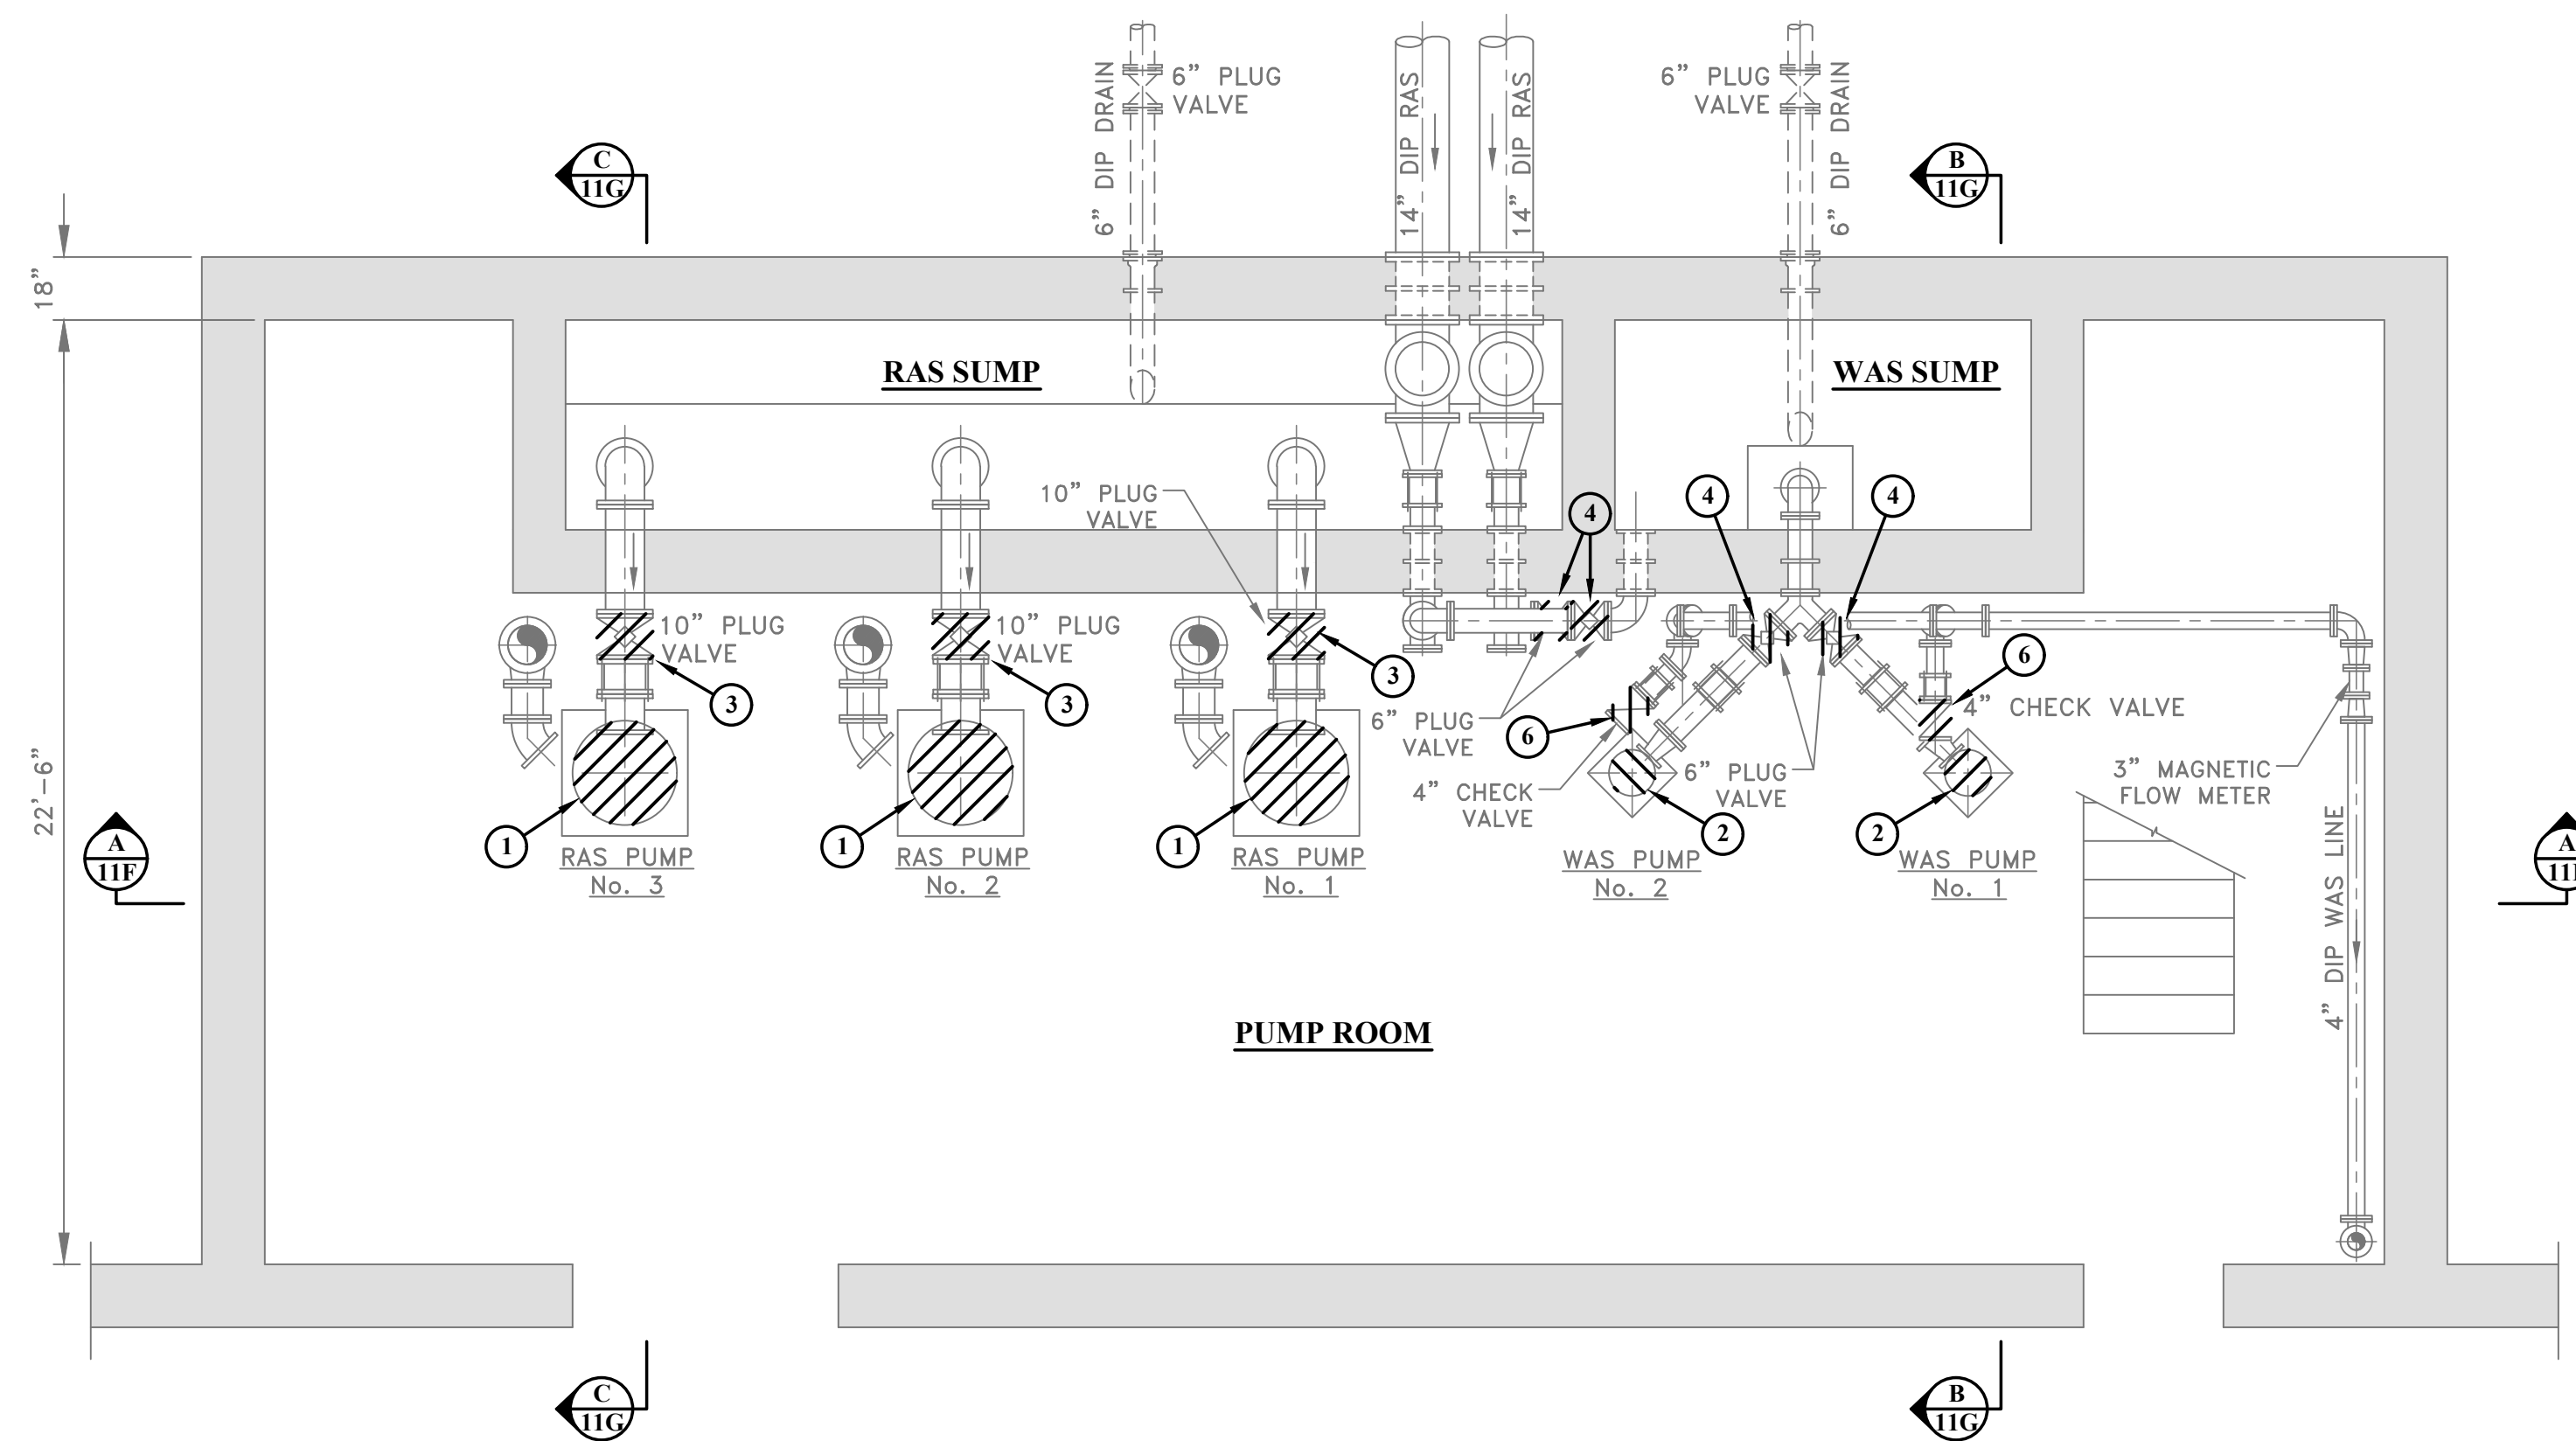 6” DIP DRAIN
6” PLUG
VALVE
14” DIP RAS
14” DIP RAS
6” PLUG
VALVE
6” DIP DRAIN
C
11G
B
11G
18”
22’-6”
RAS SUMP
WAS SUMP
10” PLUG
VALVE
4
4
4
10” PLUG
VALVE
3
10” PLUG
VALVE
3
3
6” PLUG
VALVE
6
6
4” CHECK VALVE
4” CHECK
VALVE
6” PLUG
VALVE
3” MAGNETIC
FLOW METER
1
1
1
2
2
A
11F
A
RAS PUMP
No. 3
RAS PUMP
No. 2
RAS PUMP
No. 1
WAS PUMP
No. 2
WAS PUMP
No. 1
4” DIP WAS LINE
PUMP ROOM
C
11G
B
11G